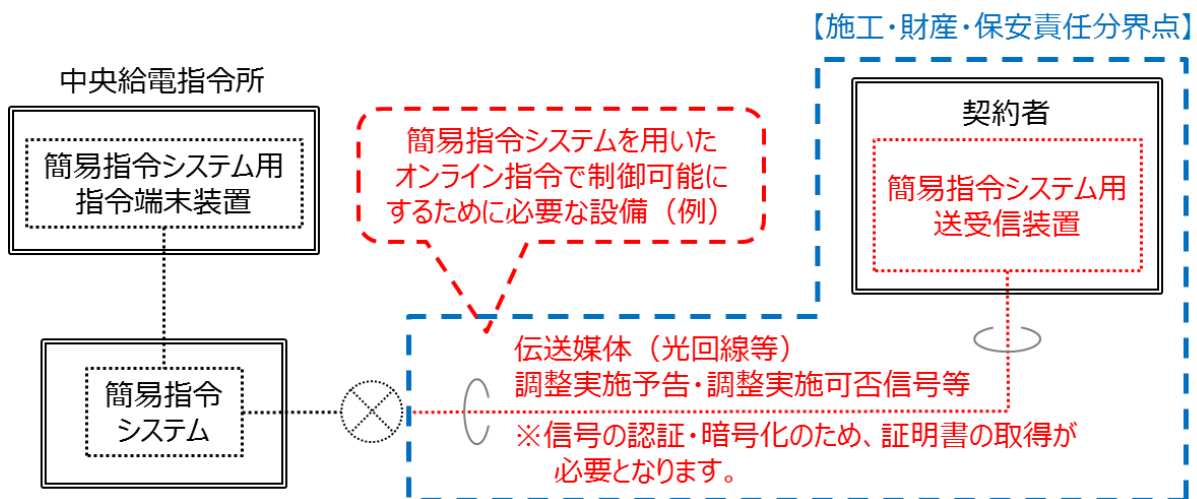 【施工・財産・保安責任分界点】
中央給電指令所
簡易指令システム用
指令端末装置
簡易指令システムを用いた
オンライン指令で制御可能に
するために必要な設備（例）
契約者
簡易指令システム用
送受信装置
簡易指令
システム
伝送媒体（光回線等）
調整実施予告・調整実施可否信号等
※信号の認証・暗号化のため、証明書の取得が
必要となります。